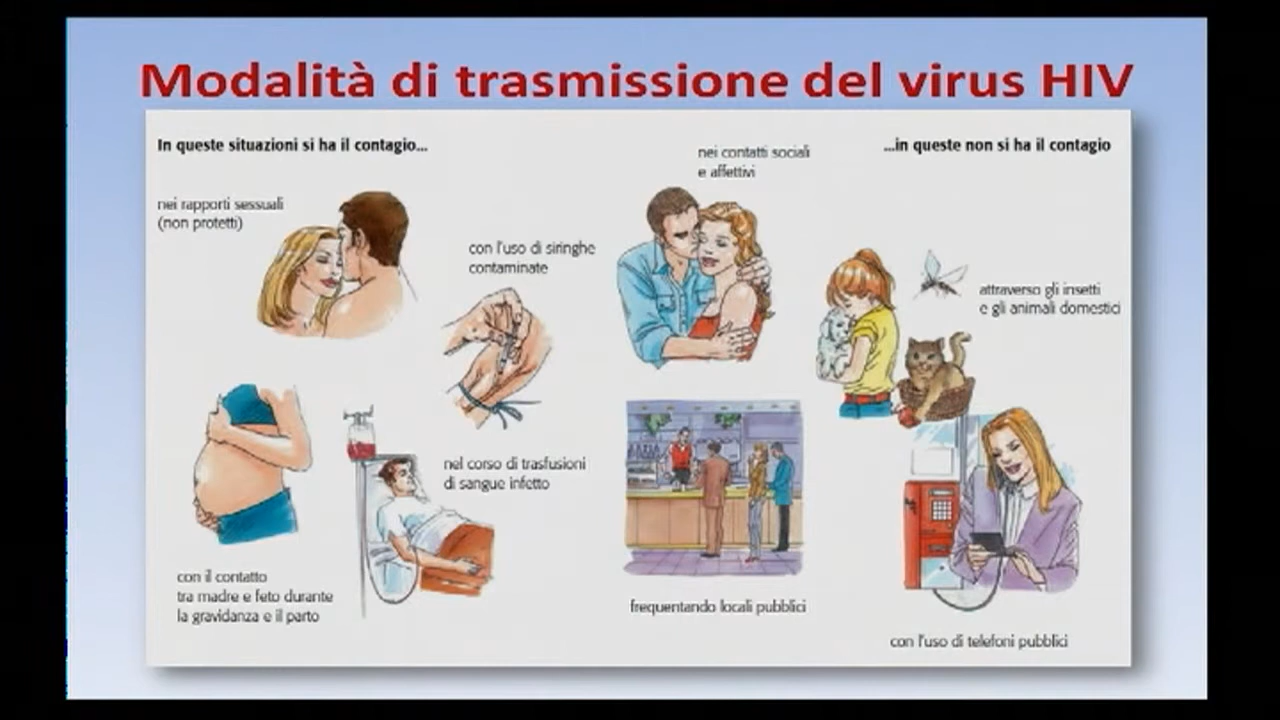 Modalità di trasmissione del virus HIV
In queste situazioni si ha il contagio...
nei rapporti sessuali
(non protetti)
con l'uso di siringhe
contaminate
con il contatto
tra madre e feto durante
la gravidanza e il parto
nel corso di trasfusioni
di sangue infetto
...in queste non si ha il contagio
nei contatti sociali
e affettivi
attraverso gli insetti
e gli animali domestici
frequentando locali pubblici
con l'uso di telefoni pubblici